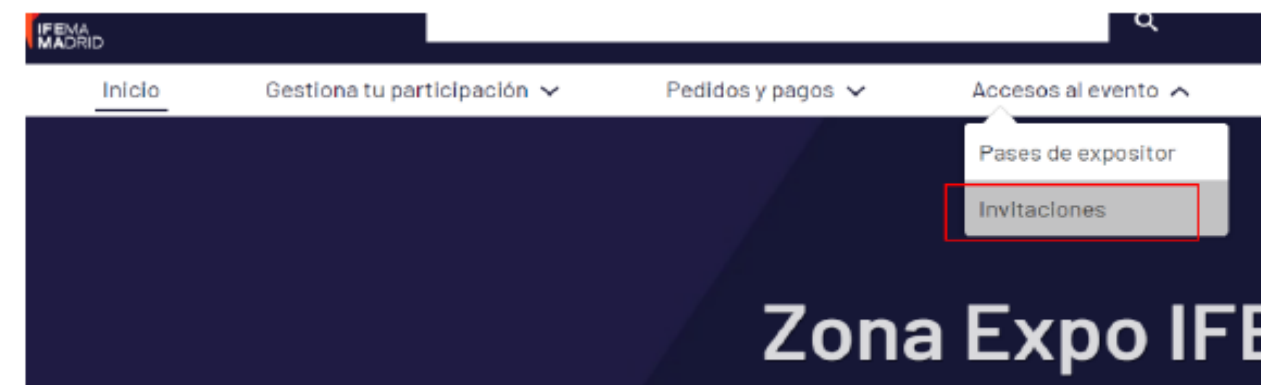 IFEMA
MADRID
Inicio
Gestiona tu participación
Pedidos y pagos
Accesos al evento
Pases de expositor
Invitaciones
Zona Expo IFE